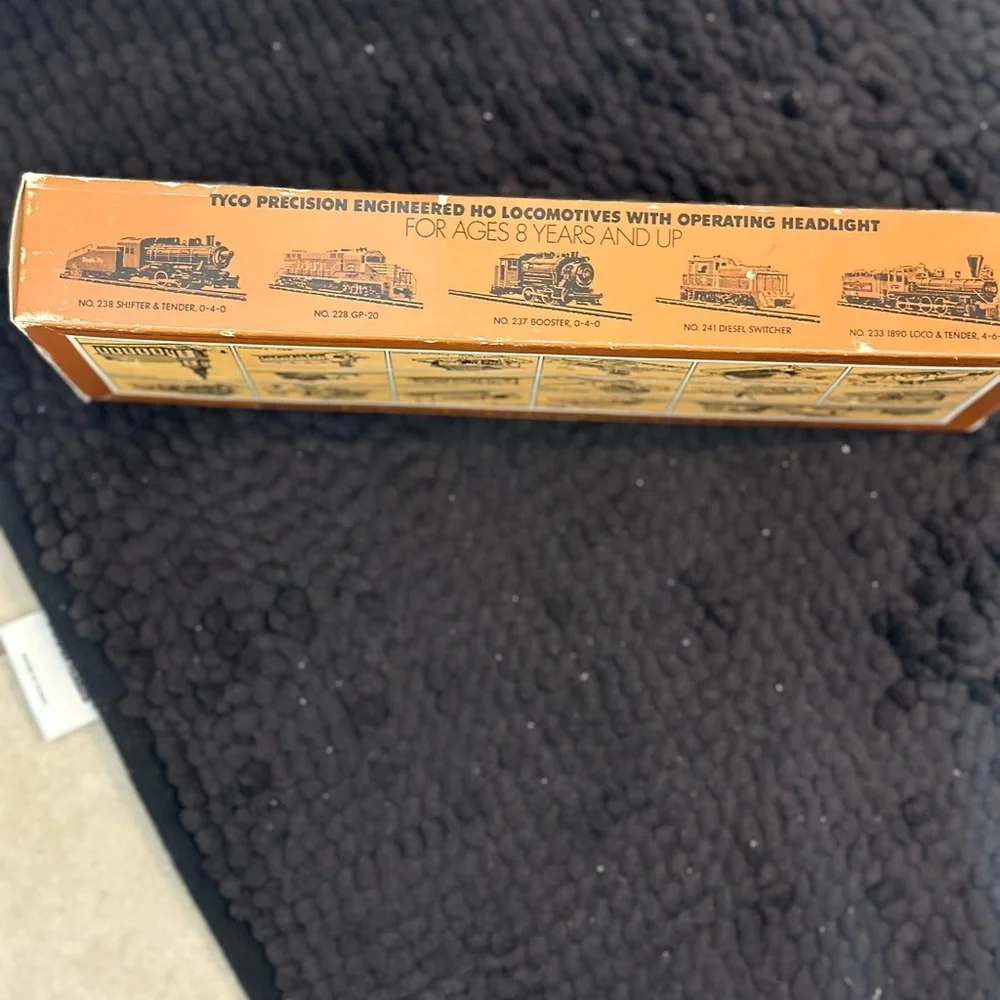 TYCO PRECISION ENGINEERED HO LOCOMOTIVES WITH OPERATING HEADLIGHT
FOR AGES 8 YEARS AND UP
NO. 238 SHIFTER & TENDER, 0-4-0
NO. 228 GP-20
NO. 237 BOOSTER, 0-4-0
NO. 241 DIESEL SWITCHER
NO. 233 1890 LOCO & TENDER, 4-6-